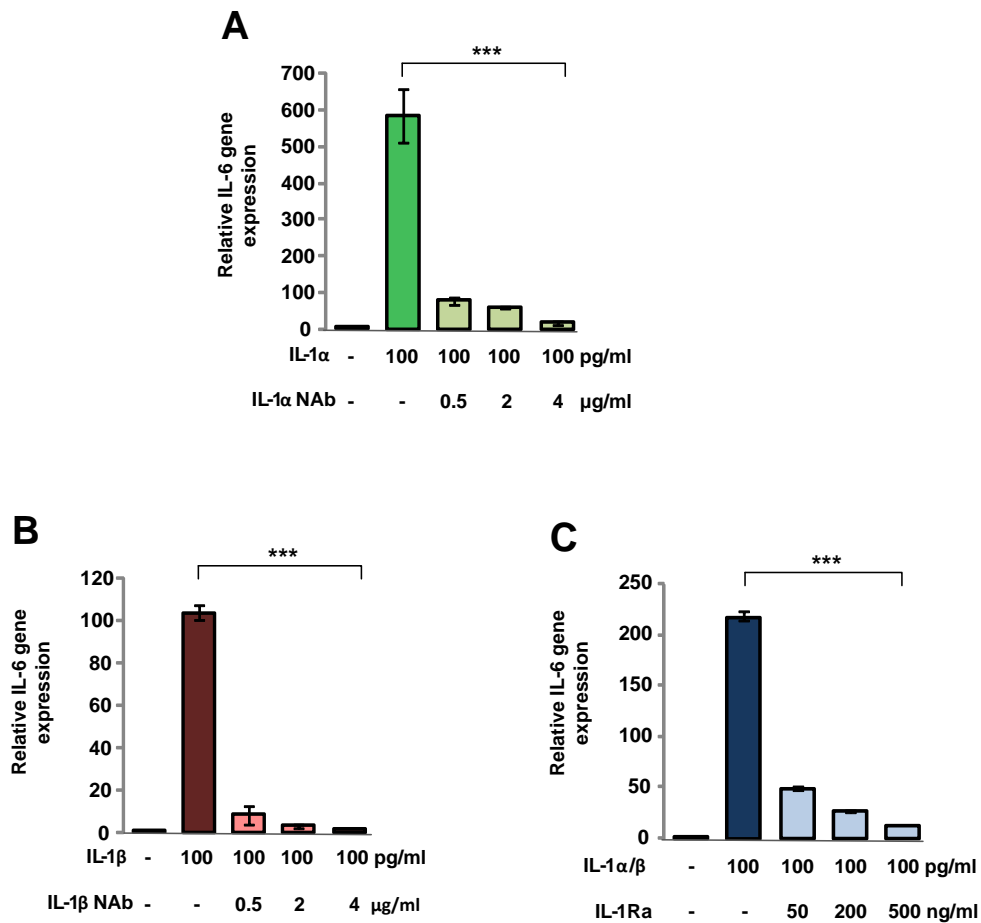 A
***
700
600
500
400
300
200
100
0
Relative IL-6 gene
expression
IL-1α - 100 100 100 100 pg/ml
IL-1α NAb - - 0.5 2 4 µg/ml
B
***
120
100
80
60
40
20
0
Relative IL-6 gene
expression
IL-1β - 100 100 100 100 pg/ml
IL-1β NAb - - 0.5 2 4 µg/ml
C
***
250
200
150
100
50
0
Relative IL-6 gene
expression
IL-1α/β - 100 100 100 100 pg/ml
IL-1Ra - - 50 200 500 ng/ml